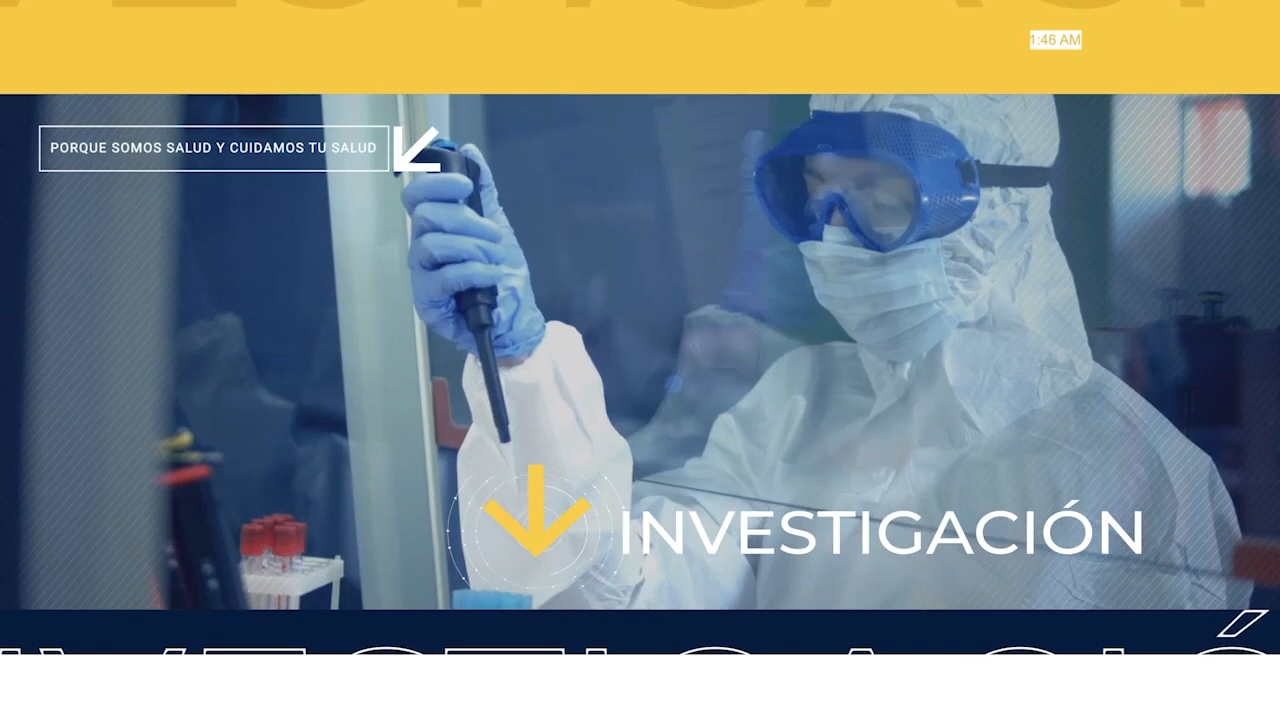 1:46 AM
PORQUE SOMOS SALUD Y CUIDAMOS TU SALUD
INVESTIGACIÓN